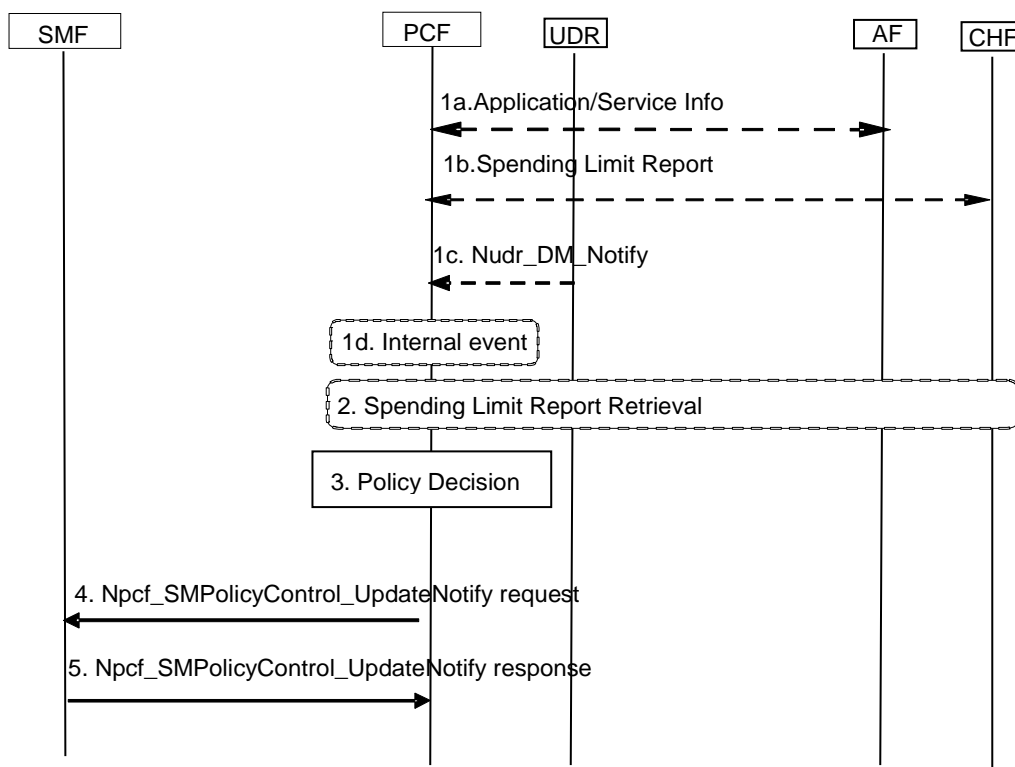 SMF
PCF
UDR
AF
CHF
1a.Application/Service Info
1b.Spending Limit Report
1c. Nudr_DM_Notify
1d. Internal event
2. Spending Limit Report Retrieval
3. Policy Decision
4. Npcf_SMPolicyControl_UpdateNotify request
5. Npcf_SMPolicyControl_UpdateNotify response